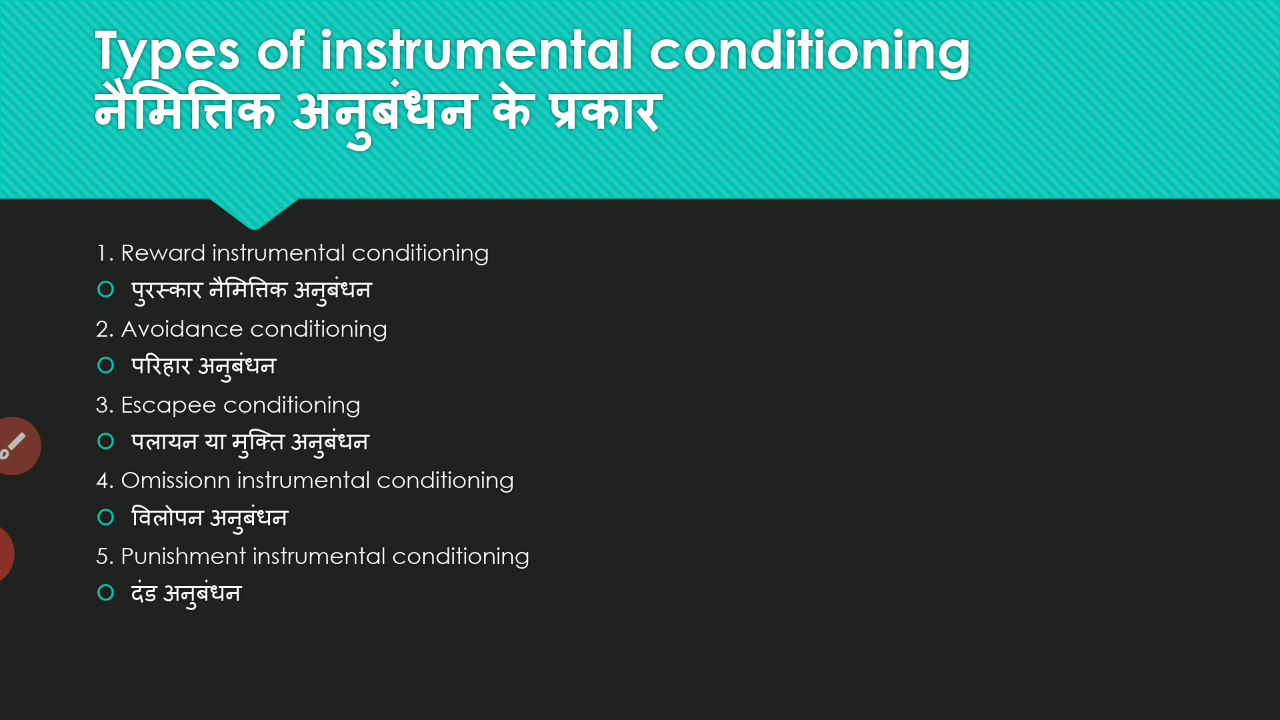 Types of instrumental conditioning
नैमित्तिक अनुबंधन के प्रकार
1. Reward instrumental conditioning
पुरस्कार नैमित्तिक अनुबंधन
2. Avoidance conditioning
परिहार अनुबंधन
3. Escapee conditioning
पलायन या मुक्ति अनुबंधन
4. Omissionn instrumental conditioning
विलोपन अनुबंधन
5. Punishment instrumental conditioning
दंड अनुबंधन